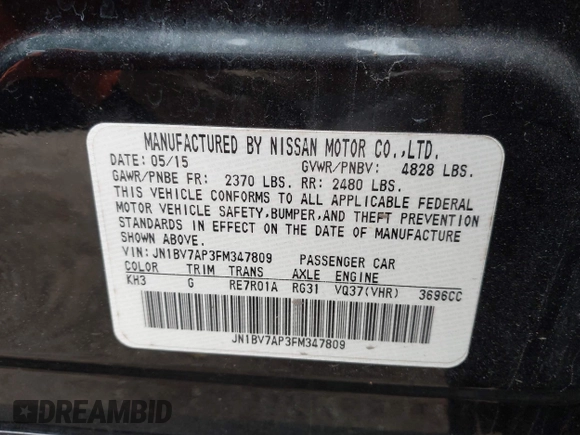 MANUFACTURED BY NISSAN MOTOR CO.,LTD.
DATE: 05/15 GVWR/PNBV: 4828 LBS.
GAWR/PNBE FR: 2370 LBS. RR: 2480 LBS.
THIS VEHICLE CONFORMS TO ALL APPLICABLE FEDERAL
MOTOR VEHICLE SAFETY,BUMPER,AND THEFT PREVENTION
STANDARDS IN EFFECT ON THE DATE OF MANUFACTURE
SHOWN ABOVE.
VIN: JN1BV7AP3FM347809 PASSENGER CAR
COLOR TRIM TRANS AXLE ENGINE
KH3 G RE7R01A RG31 VQ37(VHR) 3696CC
JN1BV7AP3FM347809
DREAMBID